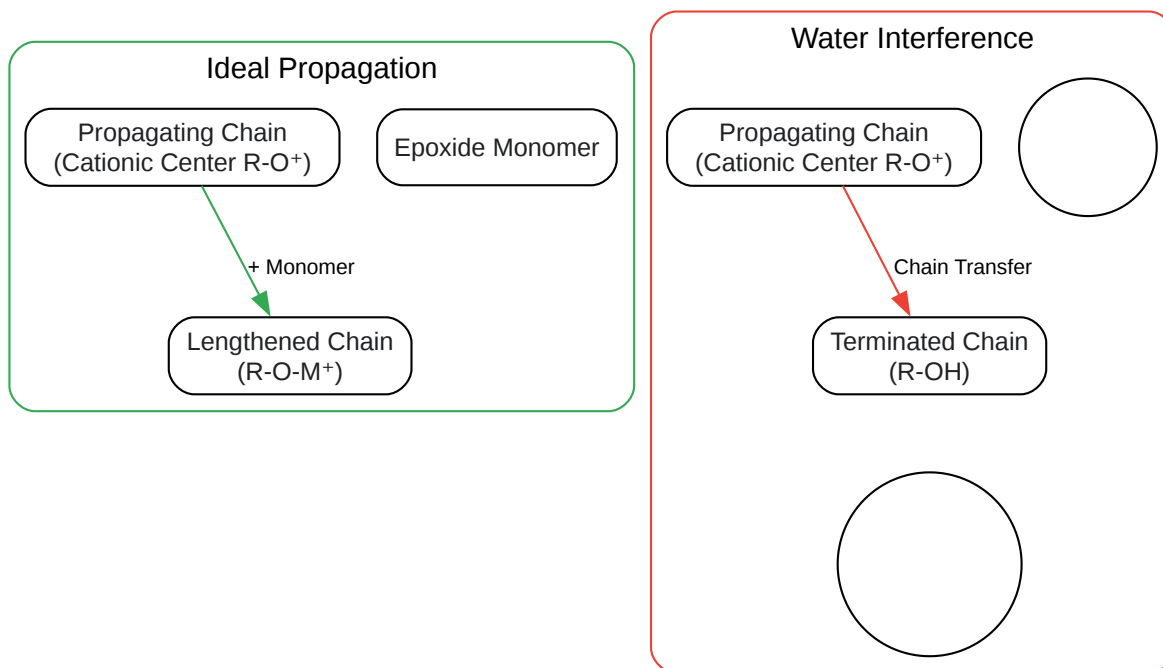 Ideal Propagation
Propagating Chain
(Cationic Center R-O⁺)
Epoxide Monomer
+ Monomer
Lengthened Chain
(R-O-M⁺)
Water Interference
Propagating Chain
(Cationic Center R-O⁺)
Chain Transfer
Terminated Chain
(R-OH)